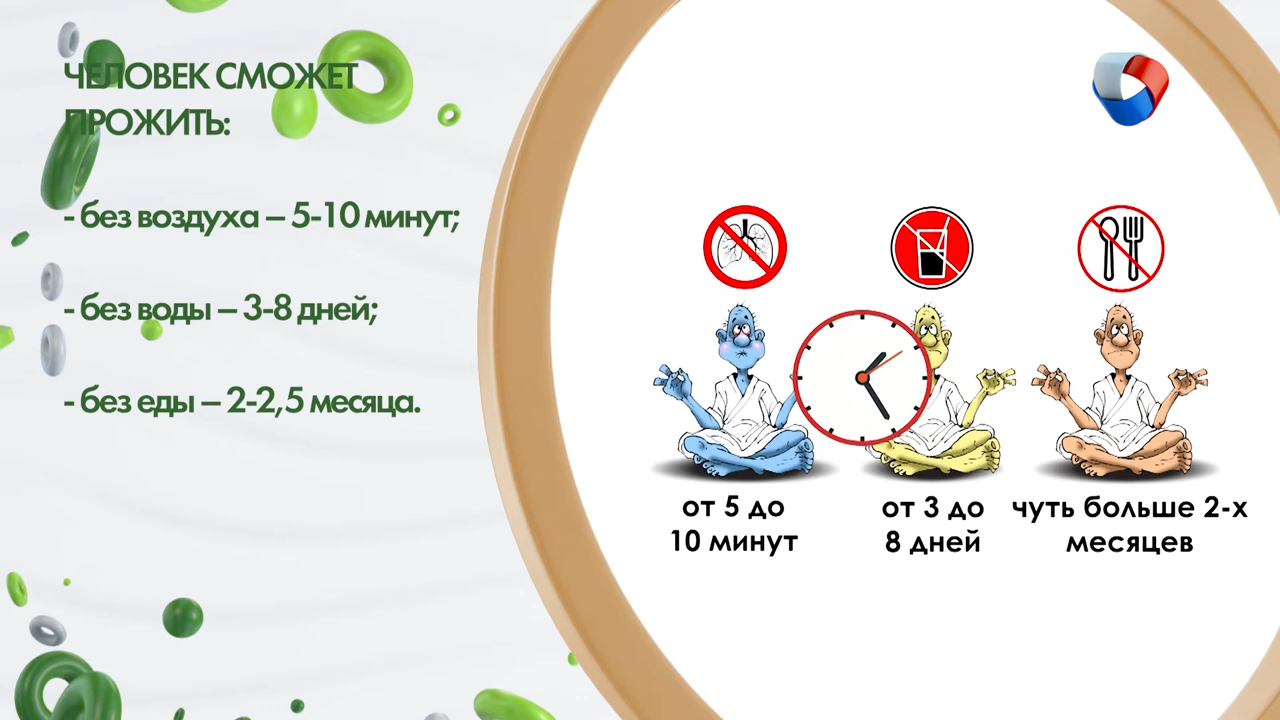 ЧЕЛОВЕК СМОЖЕТ
ПРОЖИТЬ:
- без воздуха – 5-10 минут;
- без воды – 3-8 дней;
- без еды – 2-2,5 месяца.
от 5 до
10 минут
от 3 до
8 дней
чуть больше 2-х
месяцев